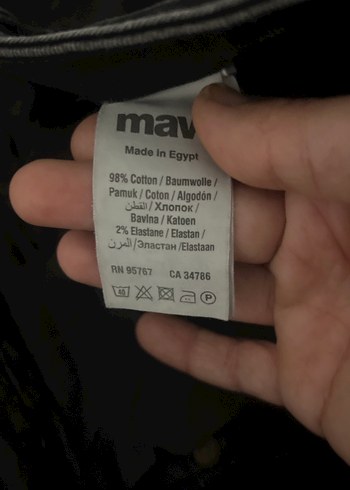 Made in Egypt
98% Cotton / Baumwolle /
Pamuk / Coton / Algodón /
القطن / Хлопок /
Bavlna / Katoen
2% Elastane / Elastan /
المرن/ /Эластан /Elastaan
RN 95767 CA 34786
40 P